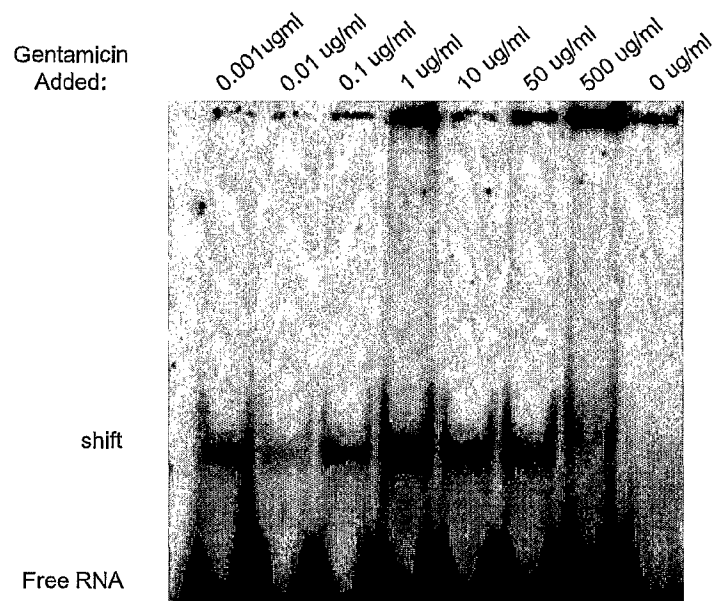 Gentamicin
Added:
0.001ugml
0.01 ug/ml
0.1 ug/ml
1 ug/ml
10 ug/ml
50 ug/ml
500 ug/ml
0 ug/ml
shift
Free RNA